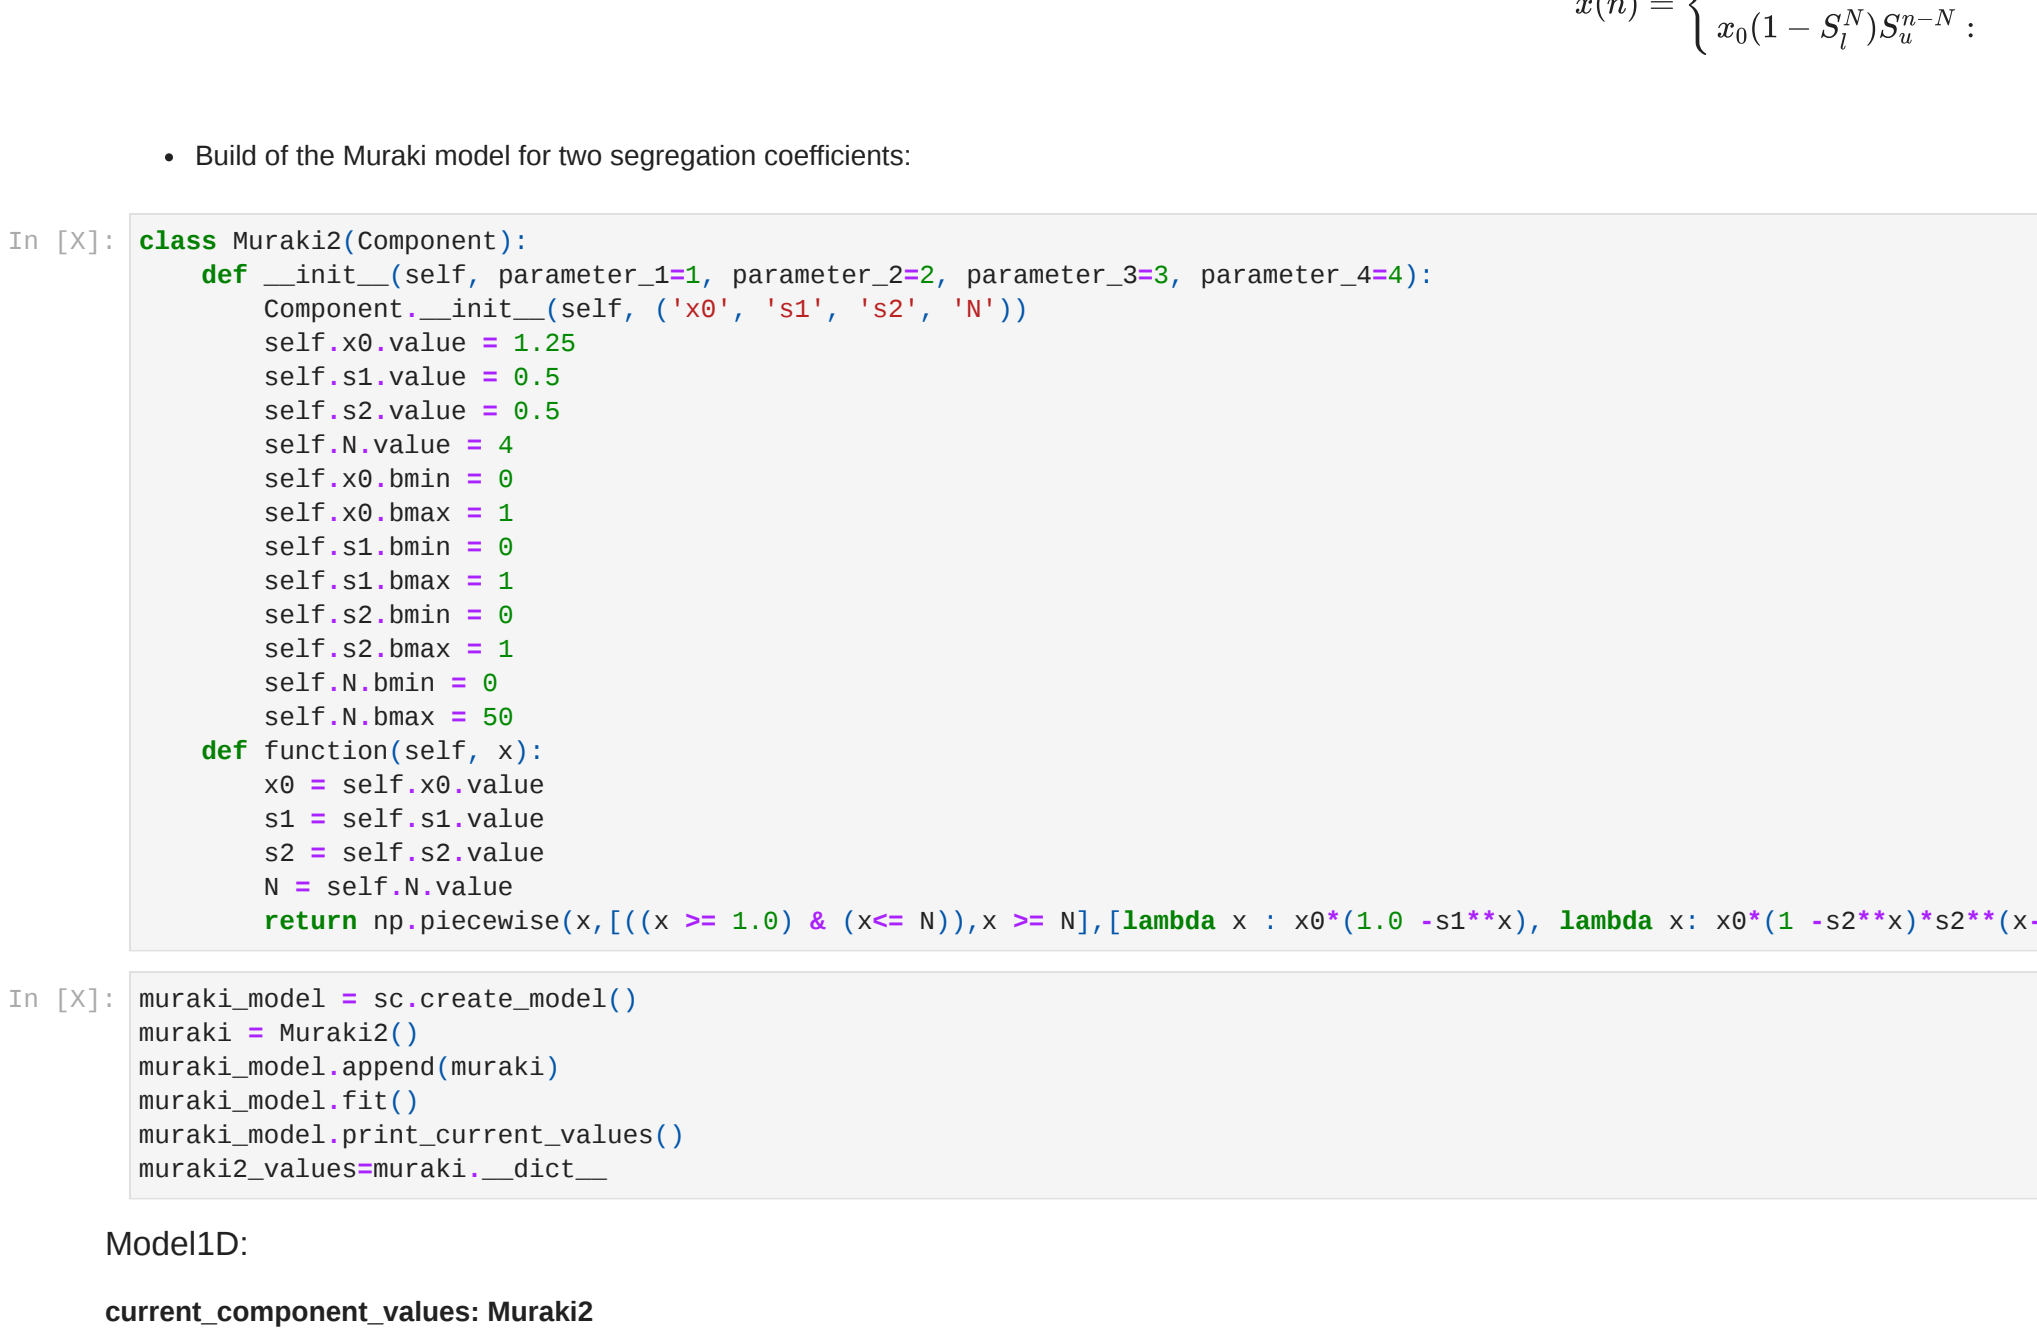 x(n) = { x₀(1 − S_l^N)S_u^{n−N} :
• Build of the Muraki model for two segregation coefficients:
In [X]: class Muraki2(Component):
    def __init__(self, parameter_1=1, parameter_2=2, parameter_3=3, parameter_4=4):
        Component.__init__(self, ('x0', 's1', 's2', 'N'))
        self.x0.value = 1.25
        self.s1.value = 0.5
        self.s2.value = 0.5
        self.N.value = 4
        self.x0.bmin = 0
        self.x0.bmax = 1
        self.s1.bmin = 0
        self.s1.bmax = 1
        self.s2.bmin = 0
        self.s2.bmax = 1
        self.N.bmin = 0
        self.N.bmax = 50
    def function(self, x):
        x0 = self.x0.value
        s1 = self.s1.value
        s2 = self.s2.value
        N = self.N.value
        return np.piecewise(x,[((x >= 1.0) & (x<= N)),x >= N],[lambda x : x0*(1.0 -s1**x), lambda x: x0*(1 -s2**x)*s2**(x-
In [X]: muraki_model = sc.create_model()
muraki = Muraki2()
muraki_model.append(muraki)
muraki_model.fit()
muraki_model.print_current_values()
muraki2_values=muraki.__dict__
Model1D:
current_component_values: Muraki2